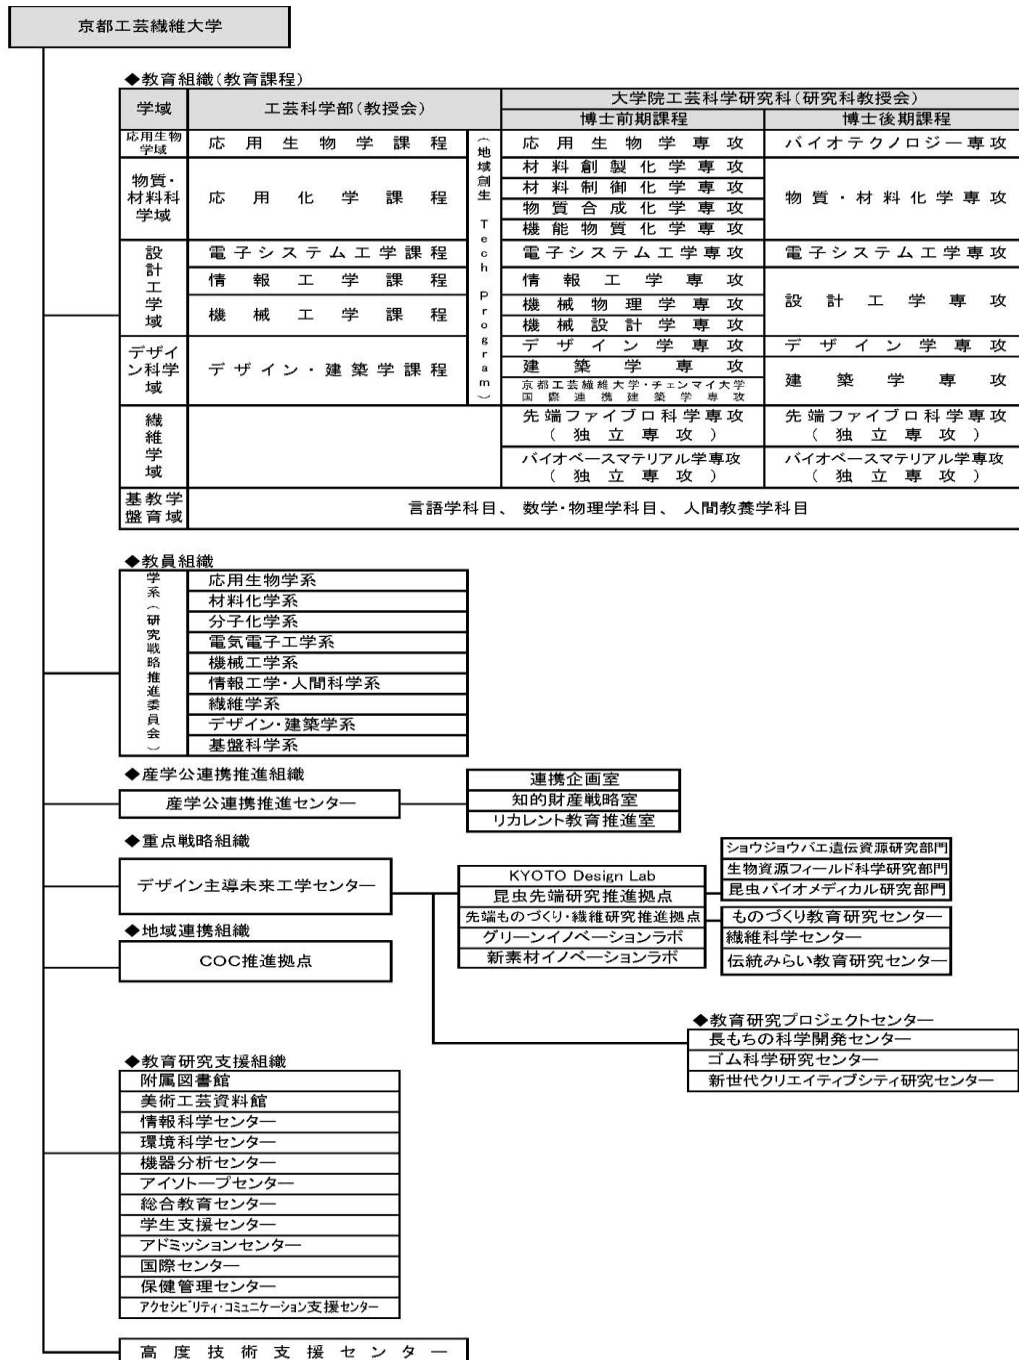 京都工芸繊維大学
◆教育組織(教育課程)
学域
工芸科学部(教授会)
大学院工芸科学研究科(研究科教授会)
博士前期課程
博士後期課程
応用生物
学域
応用生物学課程
(地域創生 Tech Program)
応用生物学専攻
バイオテクノロジー専攻
物質・
材料科
学域
応用化学課程
材料創製化学専攻
材料制御化学専攻
物質合成化学専攻
機能物質化学専攻
物質・材料化学専攻
設計工学域
電子システム工学課程
電子システム工学専攻
電子システム工学専攻
情報工学課程
情報工学専攻
設計工学専攻
機械工学課程
機械物理学専攻
機械設計学専攻
デザイ
ン科学
域
デザイン・建築学課程
デザイン学専攻
デザイン学専攻
建築学専攻
京都工芸繊維大学・チェンマイ大学
国際連携建築学専攻
建築学専攻
繊維学域
先端ファイブロ科学専攻
(独立専攻)
先端ファイブロ科学専攻
(独立専攻)
バイオベースマテリアル学専攻
(独立専攻)
バイオベースマテリアル学専攻
(独立専攻)
基教学
盤育域
言語学科目、 数学・物理学科目、 人間教養学科目
◆教員組織
学系(研究戦略推進委員会)
応用生物学系
材料化学系
分子化学系
電気電子工学系
機械工学系
情報工学・人間科学系
繊維学系
デザイン・建築学系
基盤科学系
◆産学公連携推進組織
産学公連携推進センター
連携企画室
知的財産戦略室
リカレント教育推進室
◆重点戦略組織
デザイン主導未来工学センター
KYOTO Design Lab
昆虫先端研究推進拠点
先端ものづくり・繊維研究推進拠点
グリーンイノベーションラボ
新素材イノベーションラボ
ショウジョウバエ遺伝資源研究部門
生物資源フィールド科学研究部門
昆虫バイオメディカル研究部門
ものづくり教育研究センター
繊維科学センター
伝統みらい教育研究センター
◆地域連携組織
COC推進拠点
◆教育研究プロジェクトセンター
長もちの科学開発センター
ゴム科学研究センター
新世代クリエイティブシティ研究センター
◆教育研究支援組織
附属図書館
美術工芸資料館
情報科学センター
環境科学センター
機器分析センター
アイソトープセンター
総合教育センター
学生支援センター
アドミッションセンター
国際センター
保健管理センター
アクセシビリティ・コミュニケーション支援センター
高度技術支援センター